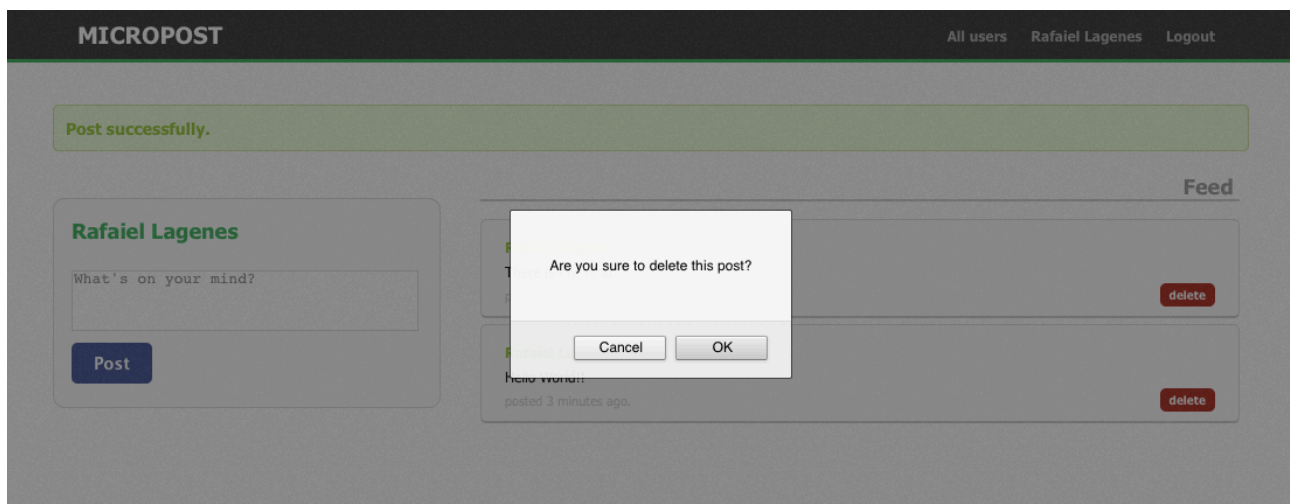 MICROPOST
All users Rafaiel Lagenes Logout
Post successfully.
Feed
Rafaiel Lagenes
What's on your mind?
Post
Are you sure to delete this post?
Cancel OK
delete
Hello World!!
posted 3 minutes ago.
delete